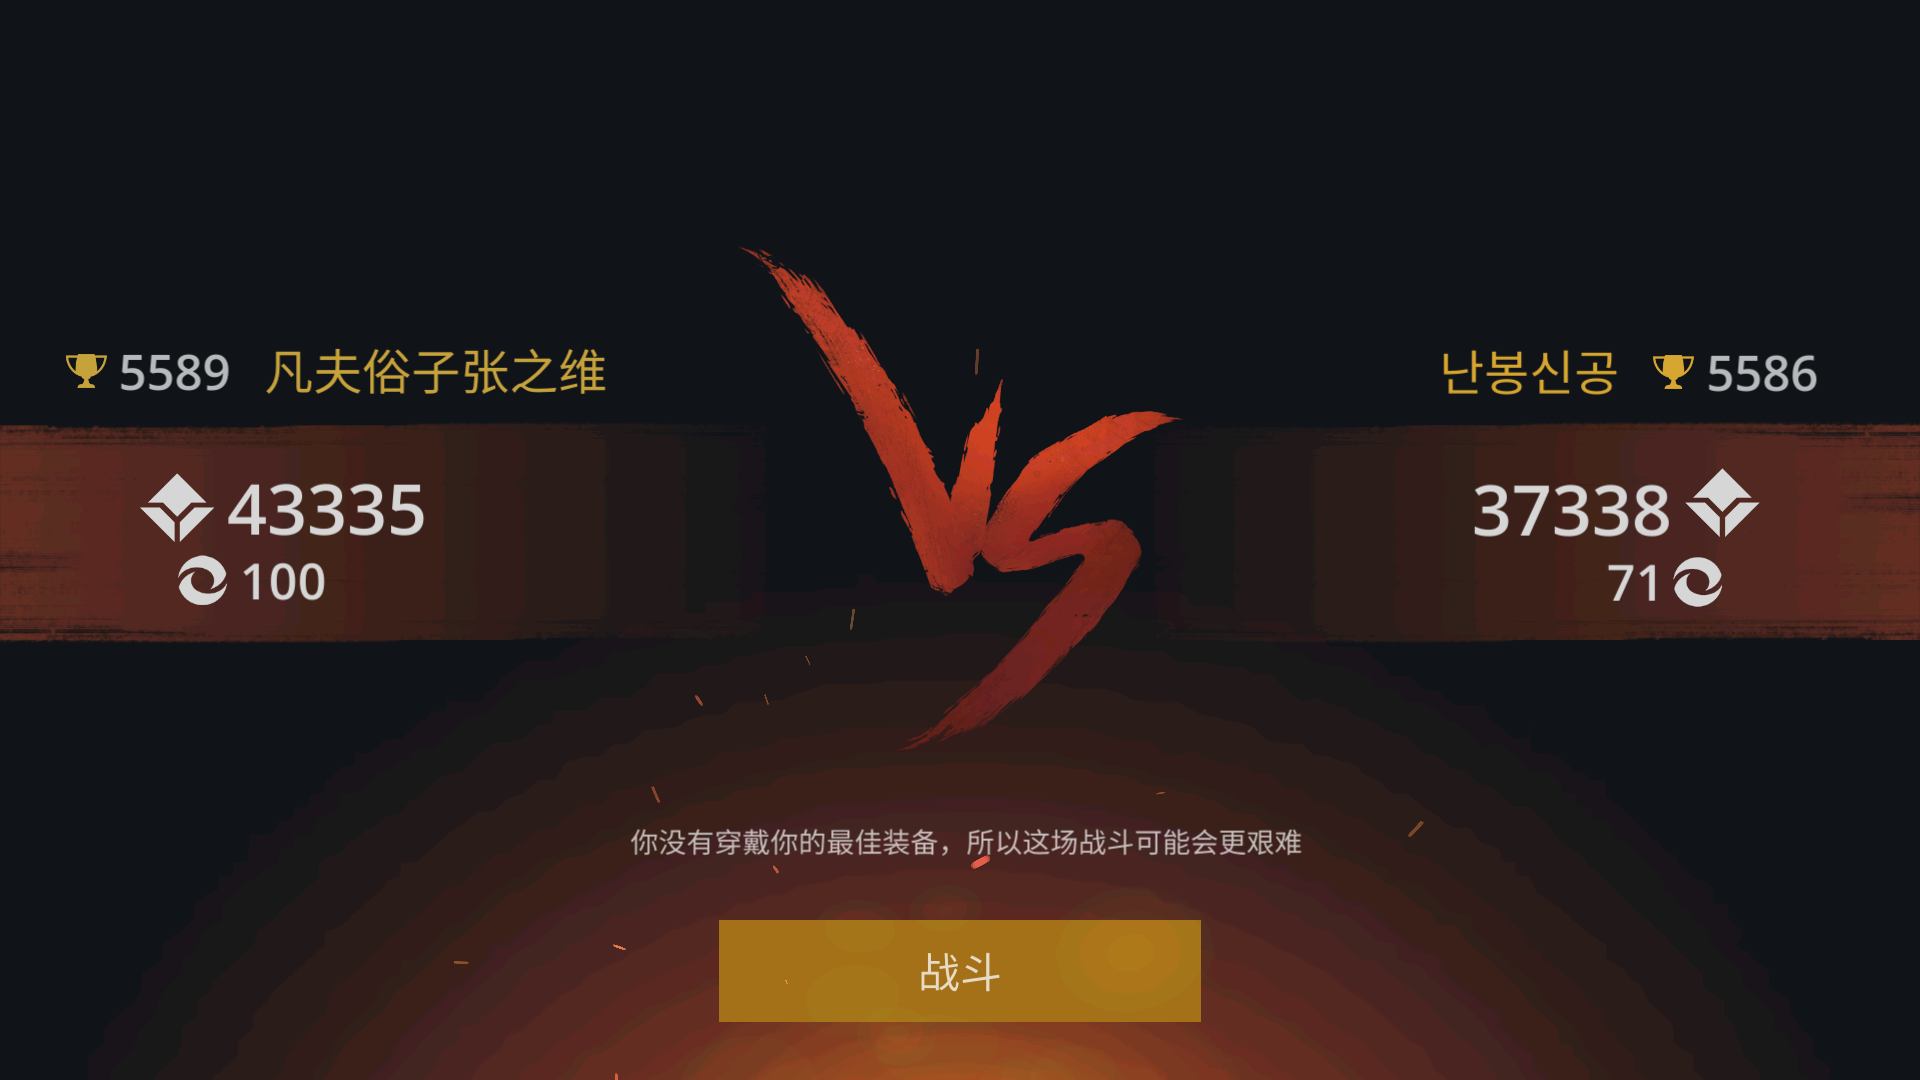 5589 凡夫俗子张之维
난봉신공 5586
VS
43335
37338
100
71
你没有穿戴你的最佳装备，所以这场战斗可能会更艰难
战斗